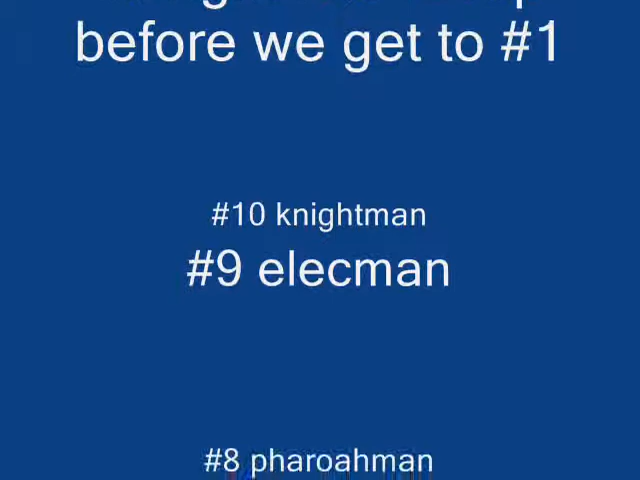 before we get to #1
#10 knightman
#9 elecman
#8 pharoahman